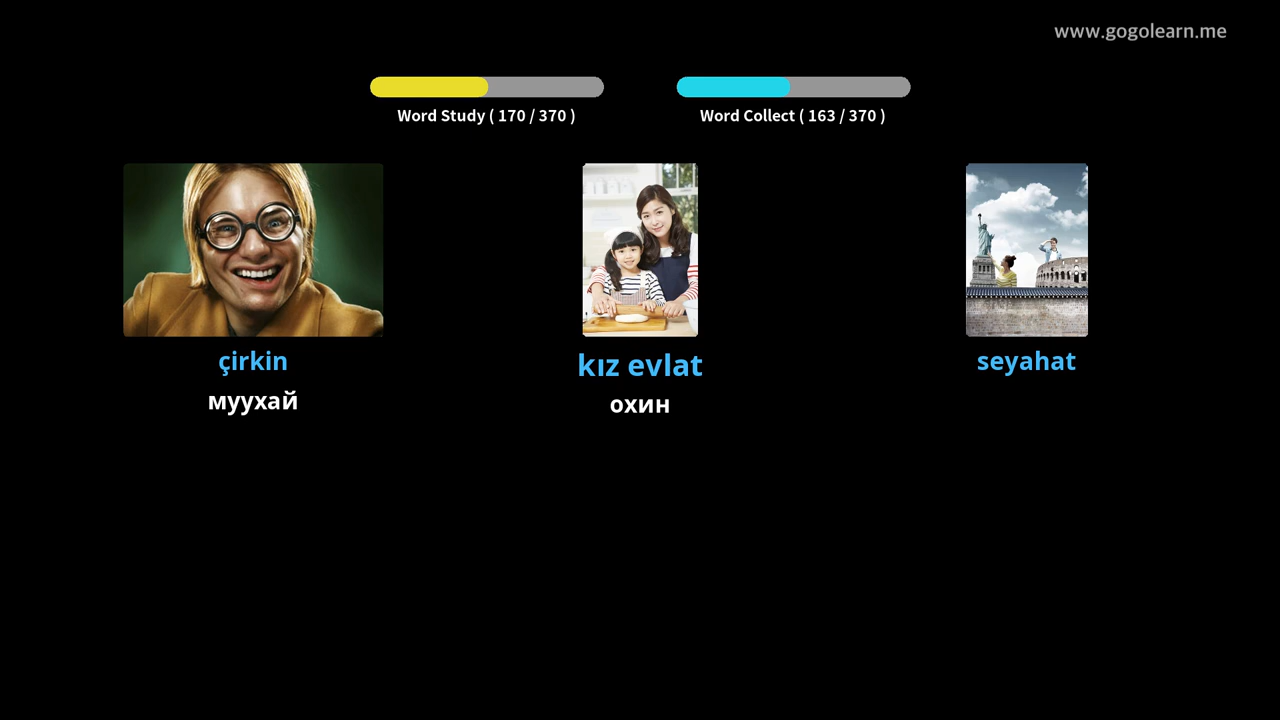 www.gogolearn.me
Word Study ( 170 / 370 )
Word Collect ( 163 / 370 )
çirkin
муухай
kız evlat
охин
seyahat